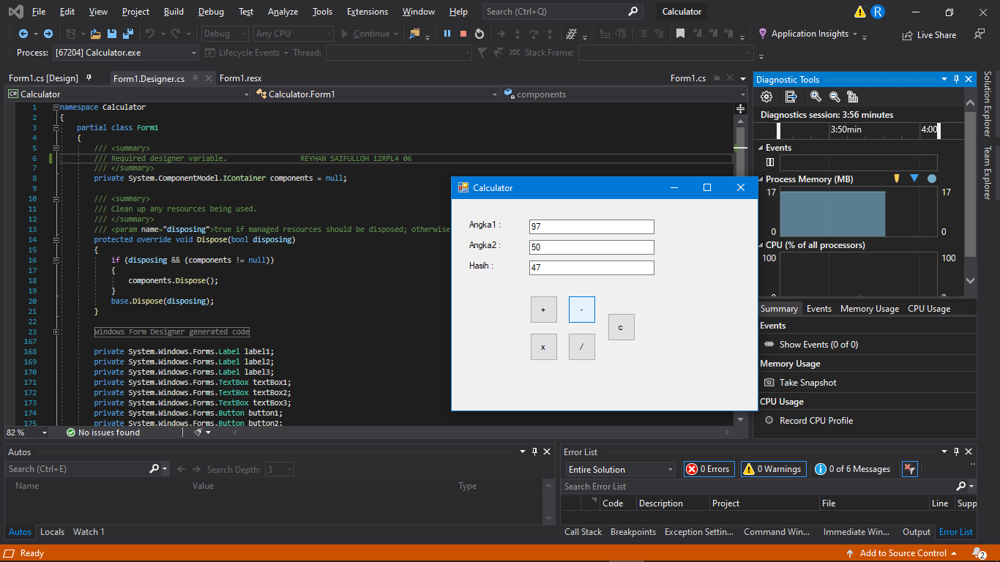 File Edit View Project Build Debug Test Analyze Tools Extensions Window Help Search (Ctrl+Q) Calculator R
Debug Any CPU Continue Application Insights Live Share
Process: [67204] Calculator.exe Lifecycle Events Thread: Stack Frame:
Form1.cs [Design] Form1.Designer.cs Form1.resx Form1.cs
C# Calculator Calculator.Form1 components
1 namespace Calculator
2 {
3 partial class Form1
4 {
5 /// <summary>
6 /// Required designer variable. REYHAN SAIFULLOH 12RPL4 06
7 /// </summary>
8 private System.ComponentModel.IContainer components = null;
9
10 /// <summary>
11 /// Clean up any resources being used.
12 /// </summary>
13 /// <param name="disposing">true if managed resources should be disposed; otherwise
14 protected override void Dispose(bool disposing)
15 {
16 if (disposing && (components != null))
17 {
18 components.Dispose();
19 }
20 base.Dispose(disposing);
21 }
22
23 Windows Form Designer generated code
167
168 private System.Windows.Forms.Label label1;
169 private System.Windows.Forms.Label label2;
170 private System.Windows.Forms.Label label3;
171 private System.Windows.Forms.TextBox textBox1;
172 private System.Windows.Forms.TextBox textBox2;
173 private System.Windows.Forms.TextBox textBox3;
174 private System.Windows.Forms.Button button1;
175 private System.Windows.Forms.Button button2;
82 % No issues found
Calculator
Angka1 : 97
Angka2 : 50
Hasih : 47
+ -
c
x /
Diagnostic Tools
Diagnostics session: 3:56 minutes
3:50min 4:00
Events
Process Memory (MB)
17 17
0 0
CPU (% of all processors)
100 100
0 0
Summary Events Memory Usage CPU Usage
Events
Show Events (0 of 0)
Memory Usage
Take Snapshot
CPU Usage
Record CPU Profile
Solution Explorer
Team Explorer
Autos
Search (Ctrl+E) Search Depth: 3
Name Value Type
Autos Locals Watch 1
Error List
Entire Solution 0 Errors 0 Warnings 0 of 6 Messages
Search Error List
Code Description Project File Line Supp
Call Stack Breakpoints Exception Settin... Command Win... Immediate Win... Output Error List
Ready Add to Source Control 2